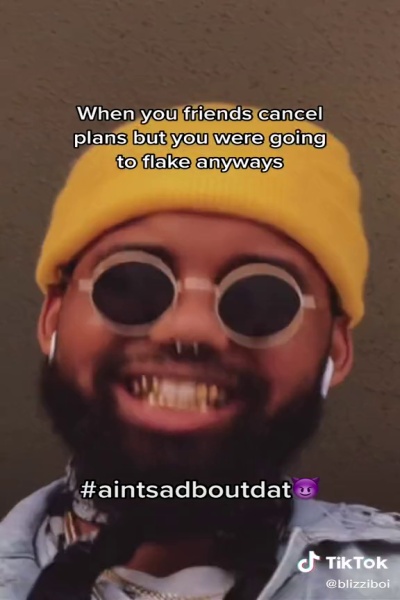 When you friends cancel
plans but you were going
to flake anyways
#aintsadboutdat😈
TikTok
@blizziboi